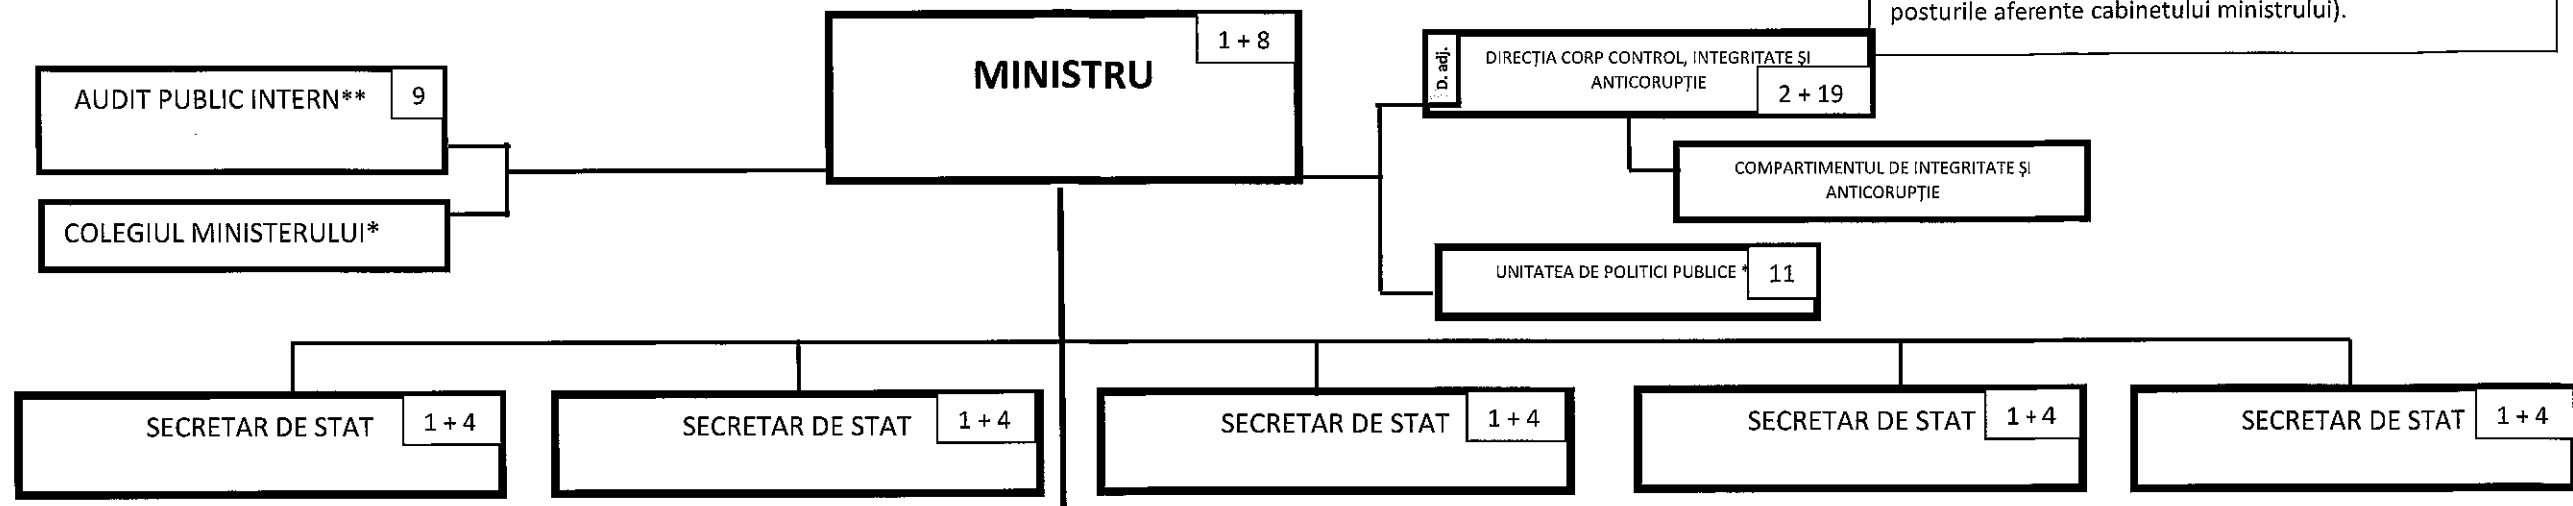 posturile aferente cabinetului ministrului).
MINISTRU
1 + 8
D. adj.
DIRECȚIA CORP CONTROL, INTEGRITATE ȘI
ANTICORUPȚIE
2 + 19
AUDIT PUBLIC INTERN**
9
COMPARTIMENTUL DE INTEGRITATE ȘI
ANTICORUPȚIE
COLEGIUL MINISTERULUI*
UNITATEA DE POLITICI PUBLICE *
11
SECRETAR DE STAT
1 + 4
SECRETAR DE STAT
1 + 4
SECRETAR DE STAT
1 + 4
SECRETAR DE STAT
1 + 4
SECRETAR DE STAT
1 + 4